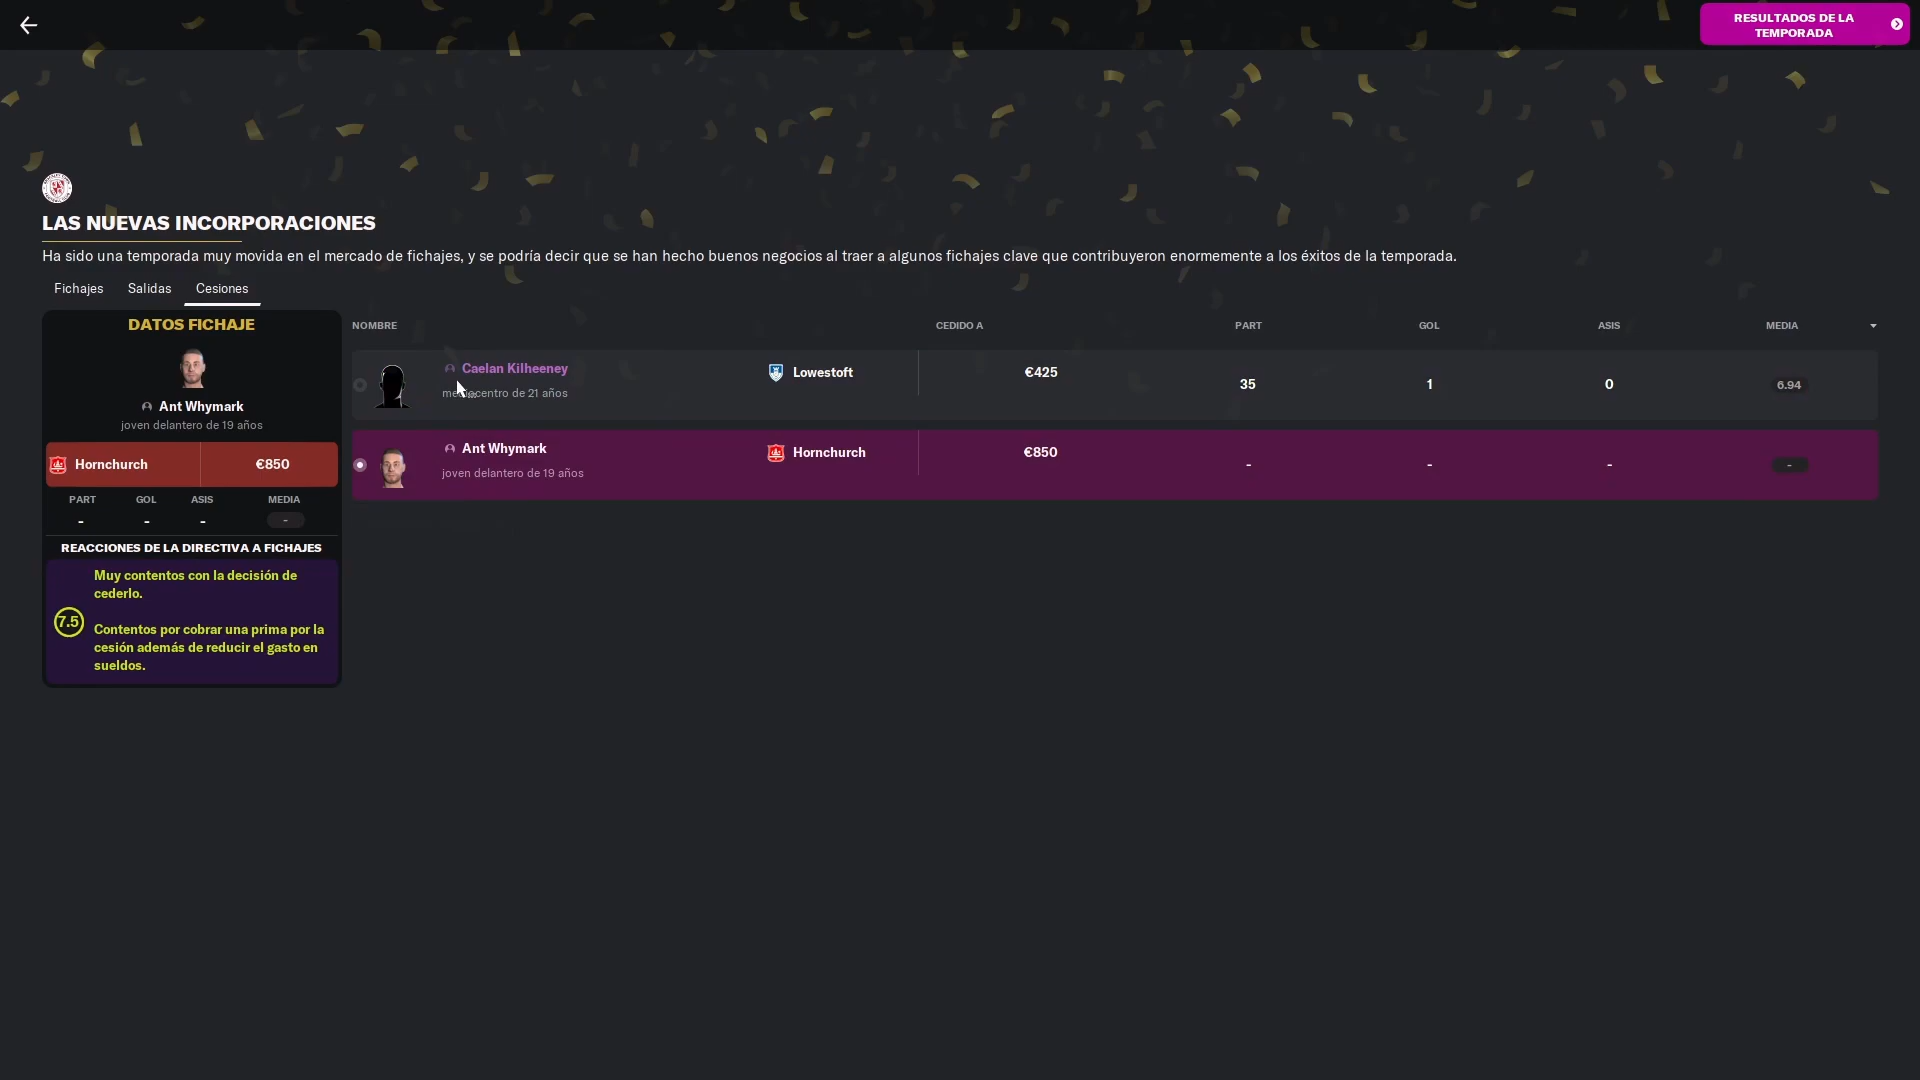 RESULTADOS DE LA
TEMPORADA
LAS NUEVAS INCORPORACIONES
Ha sido una temporada muy movida en el mercado de fichajes, y se podría decir que se han hecho buenos negocios al traer a algunos fichajes clave que contribuyeron enormemente a los éxitos de la temporada.
Fichajes Salidas Cesiones
DATOS FICHAJE
Ant Whymark
joven delantero de 19 años
Hornchurch €850
PART GOL ASIS MEDIA
- - - -
REACCIONES DE LA DIRECTIVA A FICHAJES
7.5
Muy contentos con la decisión de
cederlo.
Contentos por cobrar una prima por la
cesión además de reducir el gasto en
sueldos.
NOMBRE CEDIDO A PART GOL ASIS MEDIA
Caelan Kilheeney Lowestoft €425 35 1 0 6.94
mediocentro de 21 años
Ant Whymark Hornchurch €850 - - - -
joven delantero de 19 años